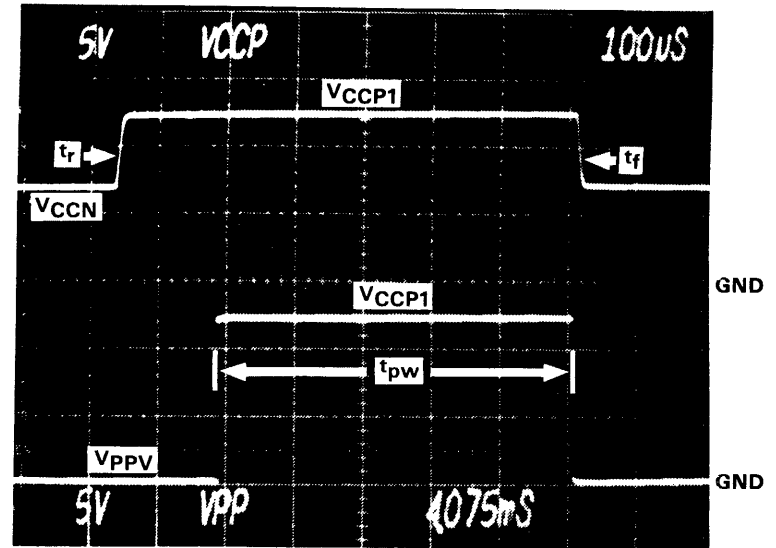 5V VCCP 100uS
VCCP1
tr tf
VCCN
GND
VCCP1
tpw
VPPV
GND
5V VPP